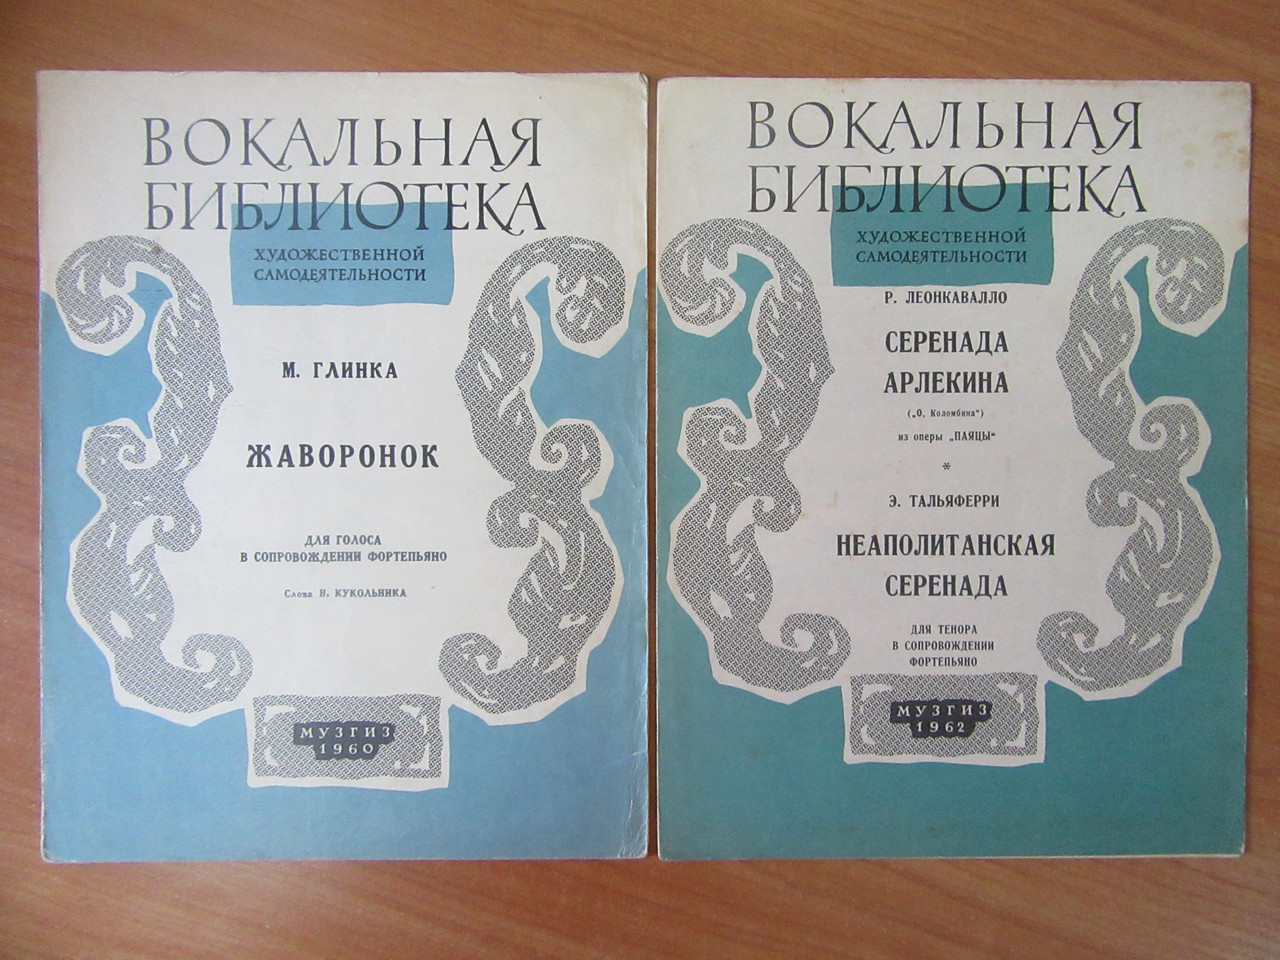 ВОКАЛЬНАЯ
БИБЛИОТЕКА
ХУДОЖЕСТВЕННОЙ
САМОДЕЯТЕЛЬНОСТИ
М. ГЛИНКА
ЖАВОРОНОК
ДЛЯ ГОЛОСА
В СОПРОВОЖДЕНИИ ФОРТЕПЬЯНО
Слова Н. КУКОЛЬНИКА
МУЗГИЗ
1960
ВОКАЛЬНАЯ
БИБЛИОТЕКА
ХУДОЖЕСТВЕННОЙ
САМОДЕЯТЕЛЬНОСТИ
Р. ЛЕОНКАВАЛЛО
СЕРЕНАДА
АРЛЕКИНА
(„О, Коломбина“)
из оперы „ПАЯЦЫ“
*
Э. ТАЛЬЯФЕРРИ
НЕАПОЛИТАНСКАЯ
СЕРЕНАДА
ДЛЯ ТЕНОРА
В СОПРОВОЖДЕНИИ
ФОРТЕПЬЯНО
МУЗГИЗ
1962